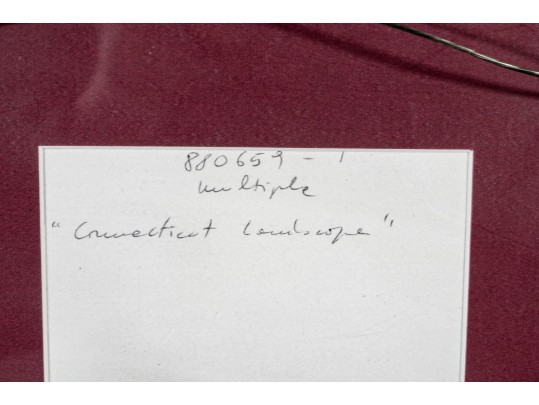 880659 - 1
multiple
"Connecticut Landscape"